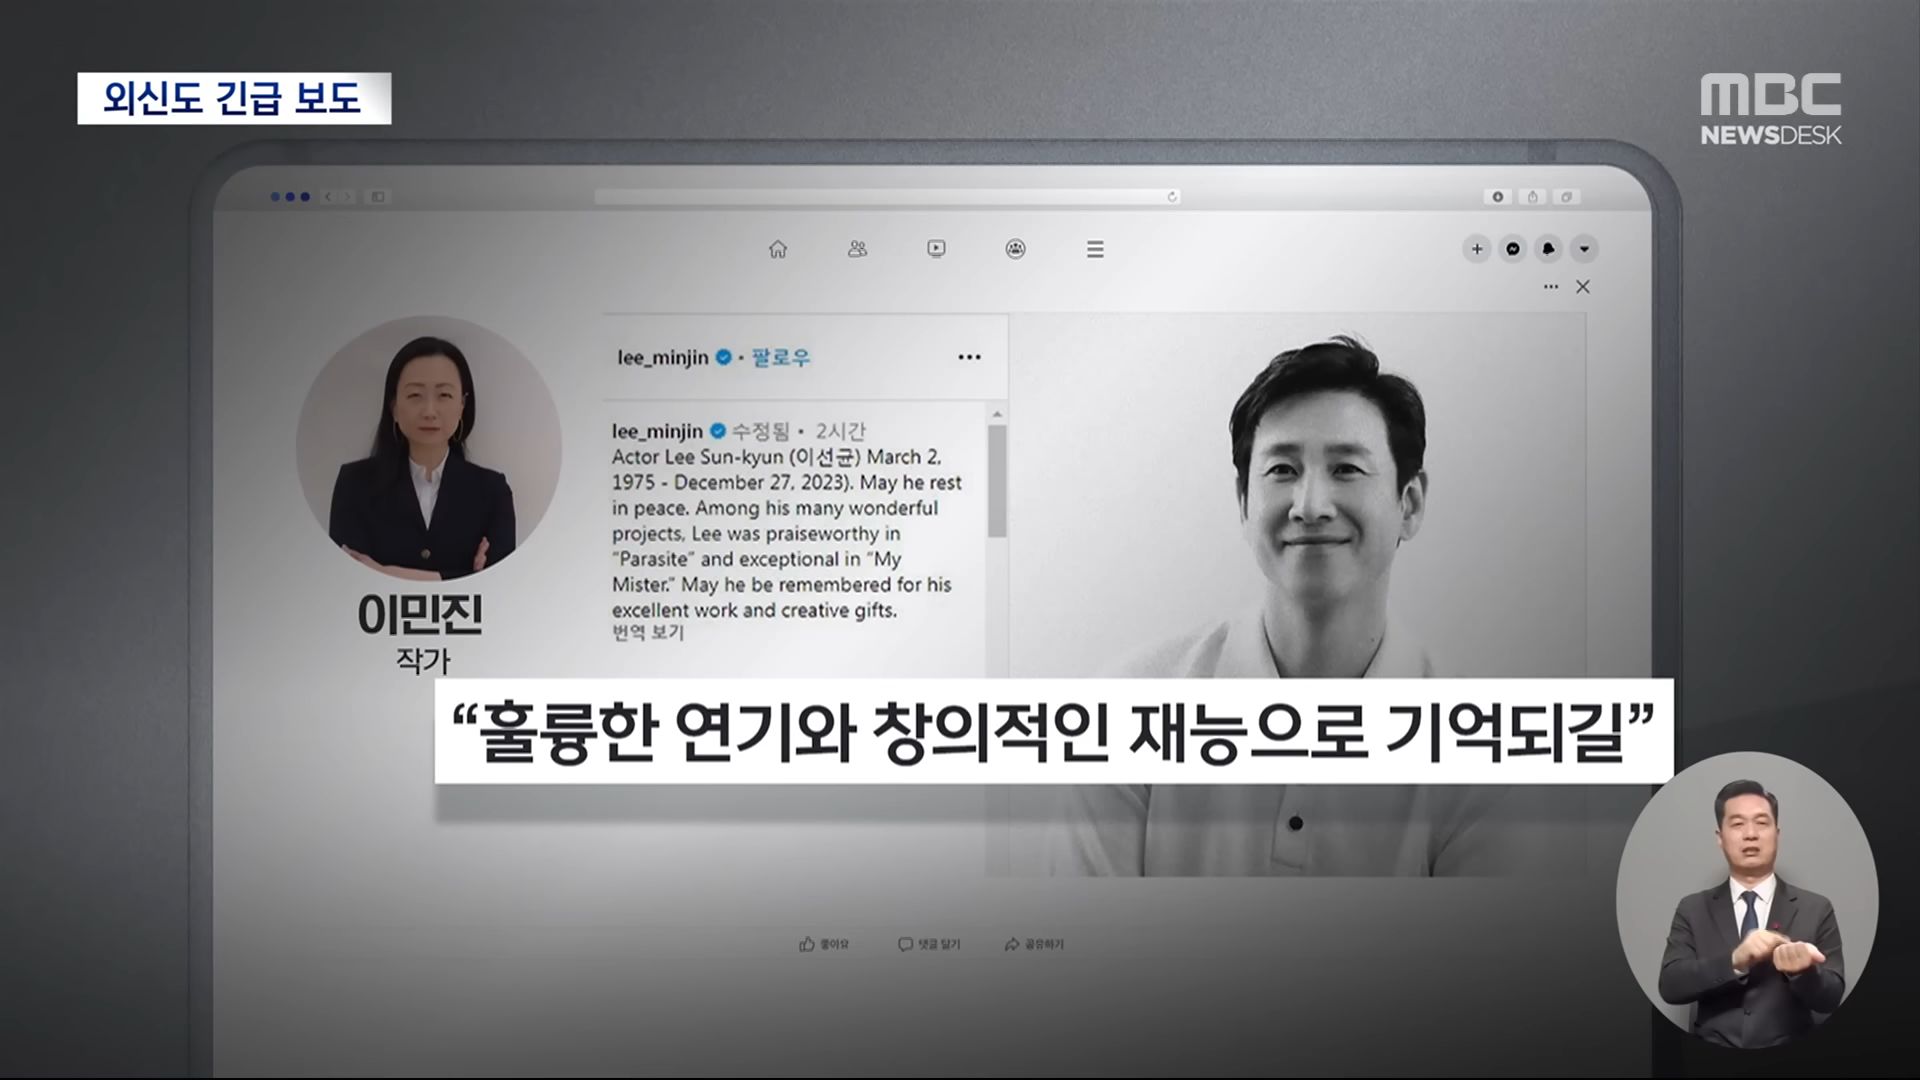 외신도 긴급 보도
MBC
NEWSDESK
lee_minjin • 팔로우
lee_minjin 수정됨 • 2시간
Actor Lee Sun-kyun (이선균) March 2,
1975 - December 27, 2023). May he rest
in peace. Among his many wonderful
projects, Lee was praiseworthy in
"Parasite" and exceptional in "My
Mister." May he be remembered for his
excellent work and creative gifts.
번역 보기
이민진
작가
“훌륭한 연기와 창의적인 재능으로 기억되길”
좋아요 댓글 달기 공유하기